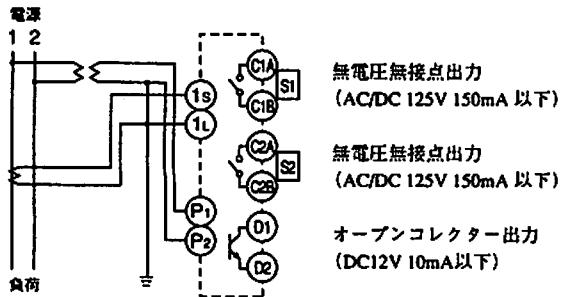 電源
1 2
C1A
S1
C1B
1S
1L
C2A
S2
C2B
P1
P2
D1
D2
負荷
無電圧無接点出力
（AC/DC 125V 150mA 以下）
無電圧無接点出力
（AC/DC 125V 150mA 以下）
オープンコレクター出力
（DC12V 10mA以下）